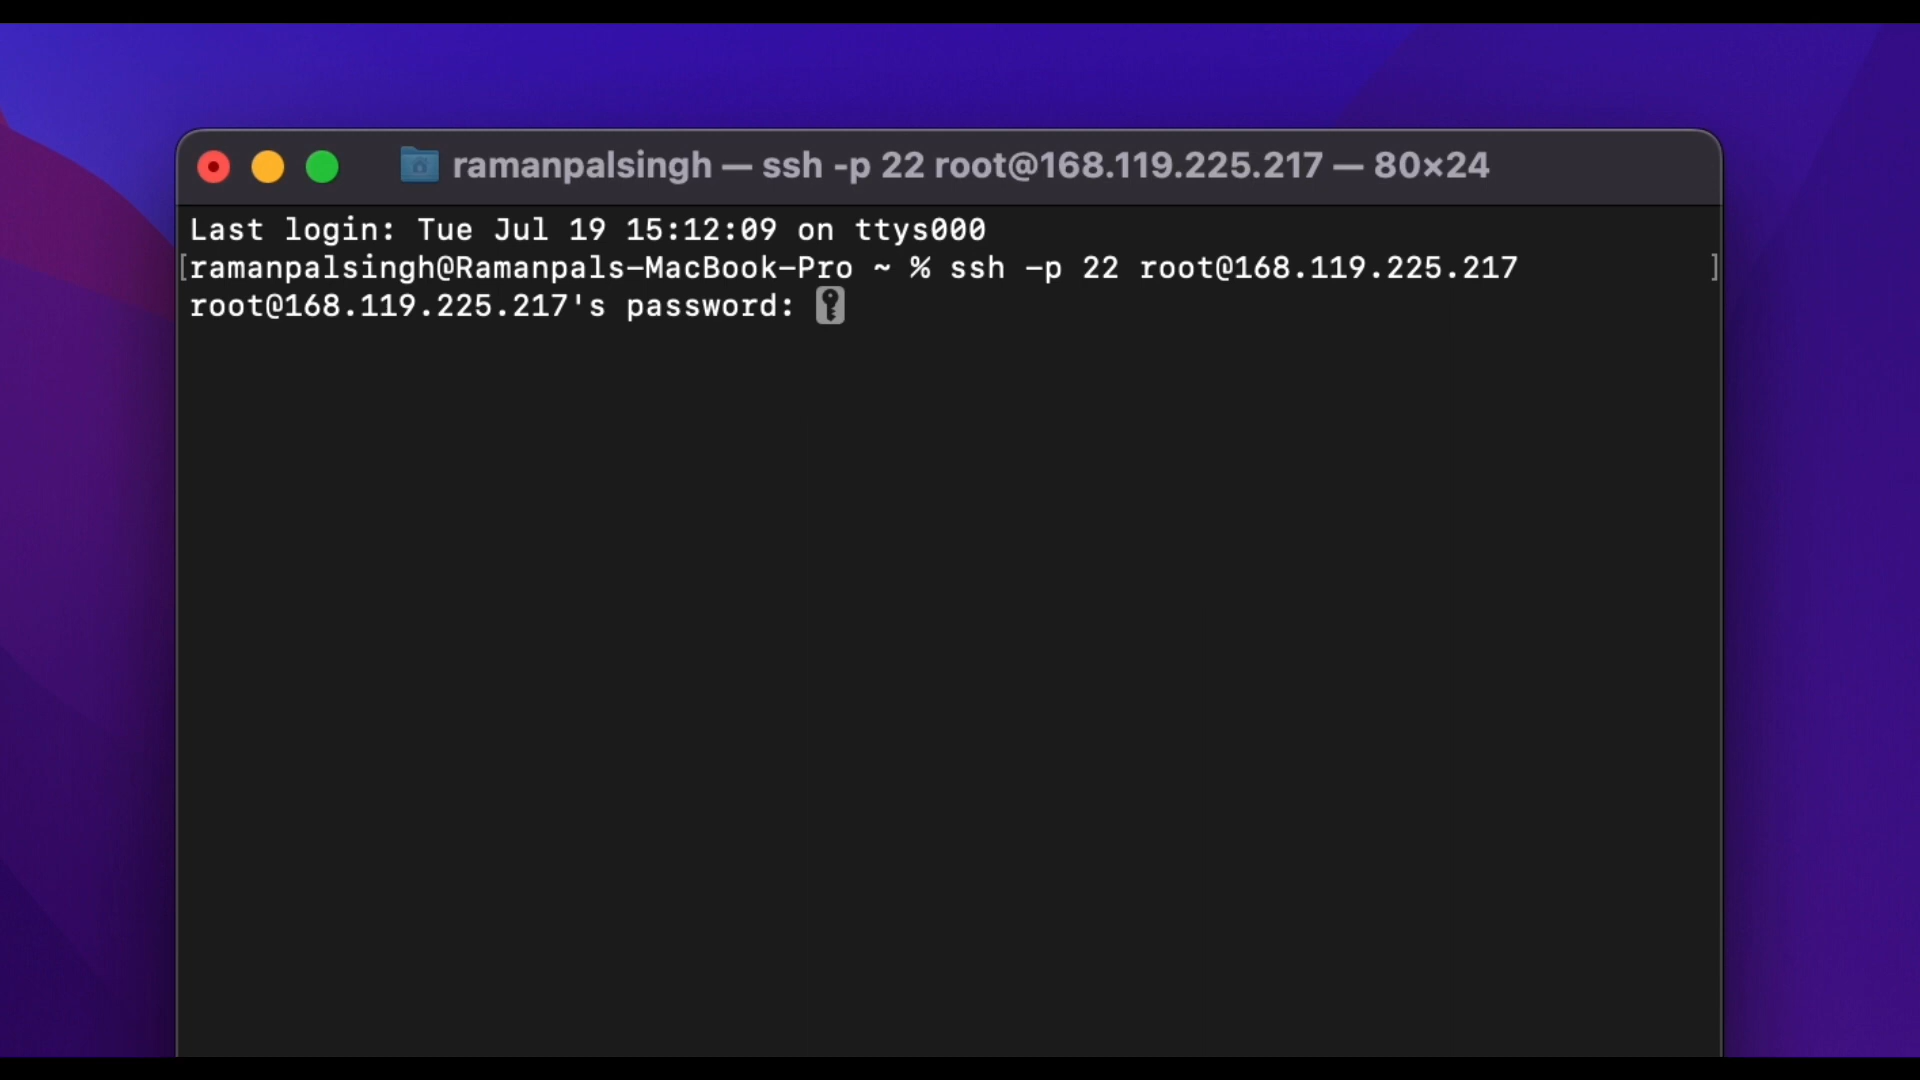 ramanpalsingh — ssh -p 22 root@168.119.225.217 — 80×24
Last login: Tue Jul 19 15:12:09 on ttys000
[ramanpalsingh@Ramanpals-MacBook-Pro ~ % ssh -p 22 root@168.119.225.217 ]
root@168.119.225.217's password: